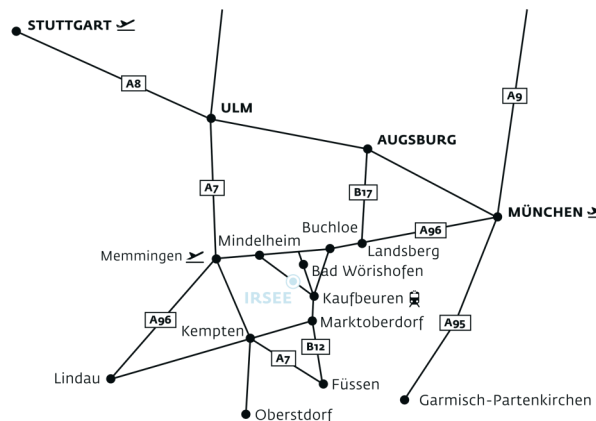 STUTTGART
A8
A9
ULM
AUGSBURG
A7
B17
MÜNCHEN
Buchloe
A96
Mindelheim
Landsberg
Memmingen
Bad Wörishofen
IRSEE
Kaufbeuren
A96
Marktoberdorf
A95
Kempten
B12
A7
Lindau
Füssen
Garmisch-Partenkirchen
Oberstdorf